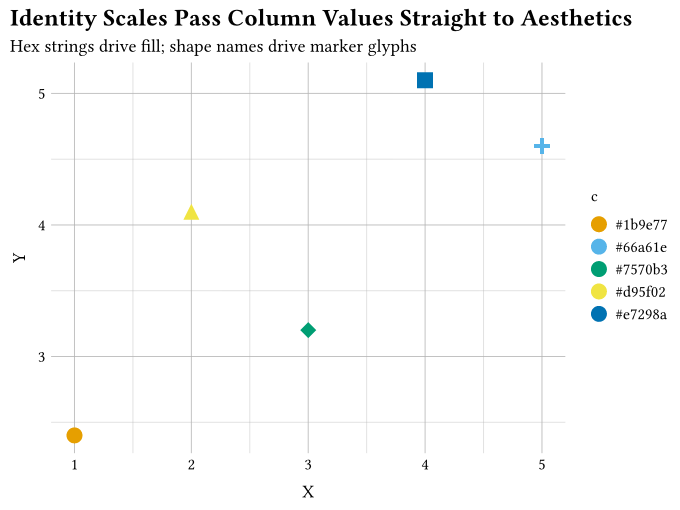 Identity Scales Pass Column Values Straight to Aesthetics
Hex strings drive fill; shape names drive marker glyphs
5
4
3
Y
1 2 3 4 5
X
c
#1b9e77
#66a61e
#7570b3
#d95f02
#e7298a